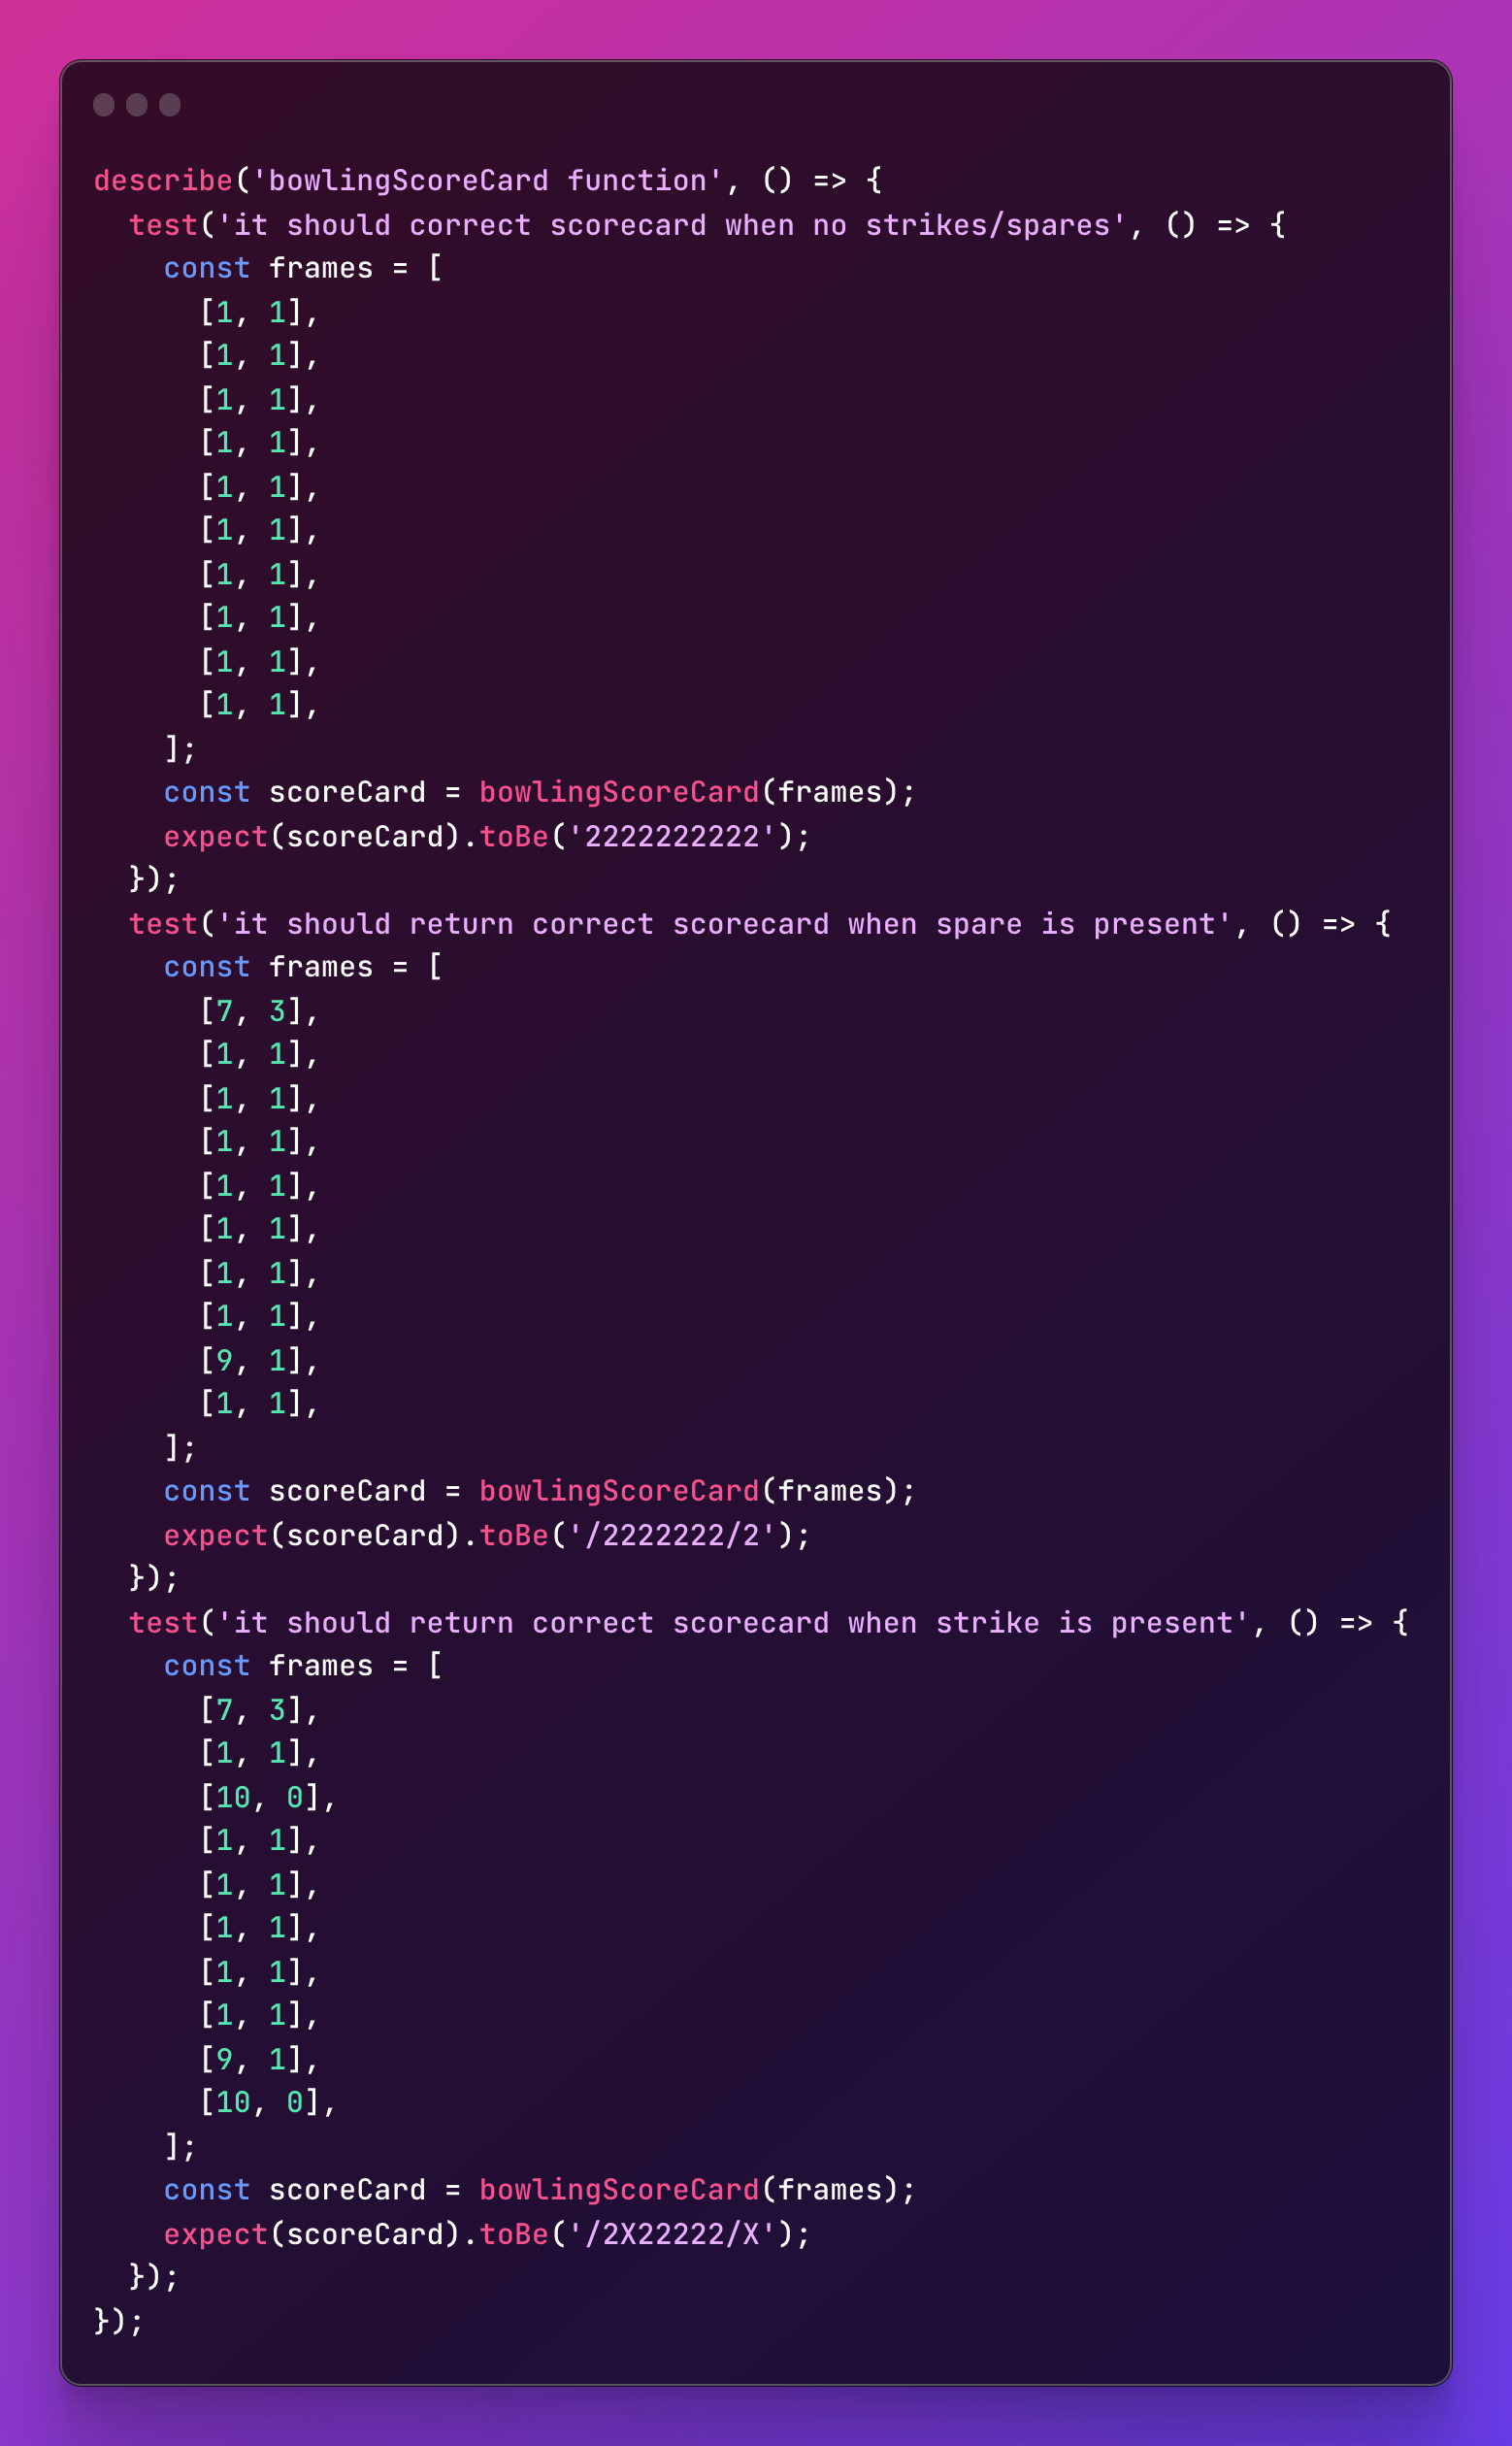 describe('bowlingScoreCard function', () => {
  test('it should correct scorecard when no strikes/spares', () => {
    const frames = [
      [1, 1],
      [1, 1],
      [1, 1],
      [1, 1],
      [1, 1],
      [1, 1],
      [1, 1],
      [1, 1],
      [1, 1],
      [1, 1],
    ];
    const scoreCard = bowlingScoreCard(frames);
    expect(scoreCard).toBe('2222222222');
  });
  test('it should return correct scorecard when spare is present', () => {
    const frames = [
      [7, 3],
      [1, 1],
      [1, 1],
      [1, 1],
      [1, 1],
      [1, 1],
      [1, 1],
      [1, 1],
      [9, 1],
      [1, 1],
    ];
    const scoreCard = bowlingScoreCard(frames);
    expect(scoreCard).toBe('/2222222/2');
  });
  test('it should return correct scorecard when strike is present', () => {
    const frames = [
      [7, 3],
      [1, 1],
      [10, 0],
      [1, 1],
      [1, 1],
      [1, 1],
      [1, 1],
      [1, 1],
      [9, 1],
      [10, 0],
    ];
    const scoreCard = bowlingScoreCard(frames);
    expect(scoreCard).toBe('/2X22222/X');
  });
});